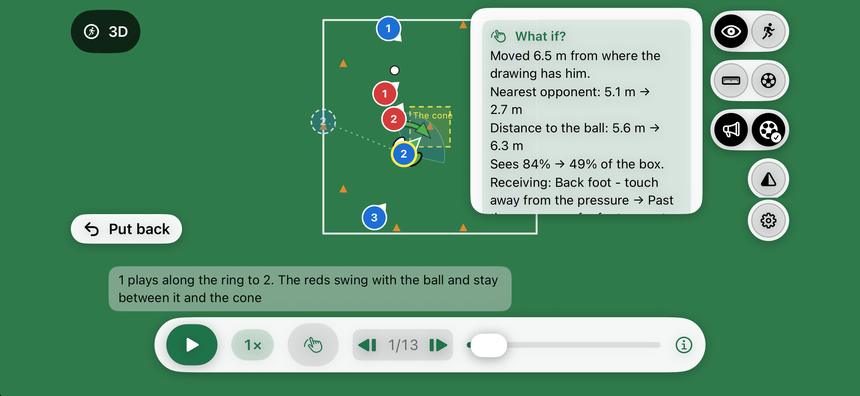 3D
1
What if?
Moved 6.5 m from where the
drawing has him.
Nearest opponent: 5.1 m →
2.7 m
Distance to the ball: 5.6 m →
6.3 m
Sees 84% → 49% of the box.
Receiving: Back foot - touch
away from the pressure → Past
1
2
The cone
2
2
3
Put back
1 plays along the ring to 2. The reds swing with the ball and stay
between it and the cone
1×
1/13